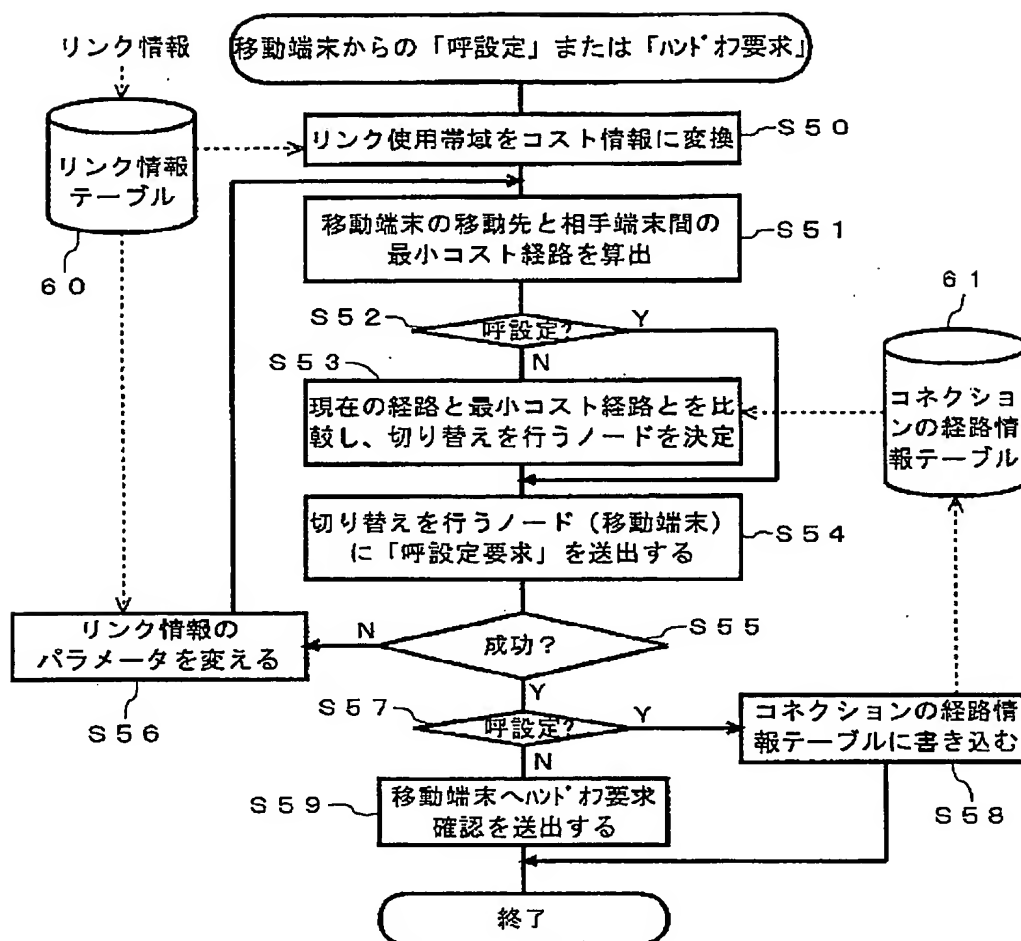 リンク情報
移動端末からの「呼設定」または「ﾊﾝﾄﾞｵﾌ要求」
リンク使用帯域をコスト情報に変換
S50
リンク情報
テーブル
60
移動端末の移動先と相手端末間の
最小コスト経路を算出
S51
61
S52
呼設定?
Y
N
S53
現在の経路と最小コスト経路とを比
較し、切り替えを行うノードを決定
コネクショ
ンの経路情
報テーブル
切り替えを行うノード（移動端末）
に「呼設定要求」を送出する
S54
リンク情報の
パラメータを変える
N
成功?
S55
S56
Y
S57
呼設定?
Y
N
コネクションの経路情
報テーブルに書き込む
S58
S59
移動端末へﾊﾝﾄﾞｵﾌ要求
確認を送出する
終了